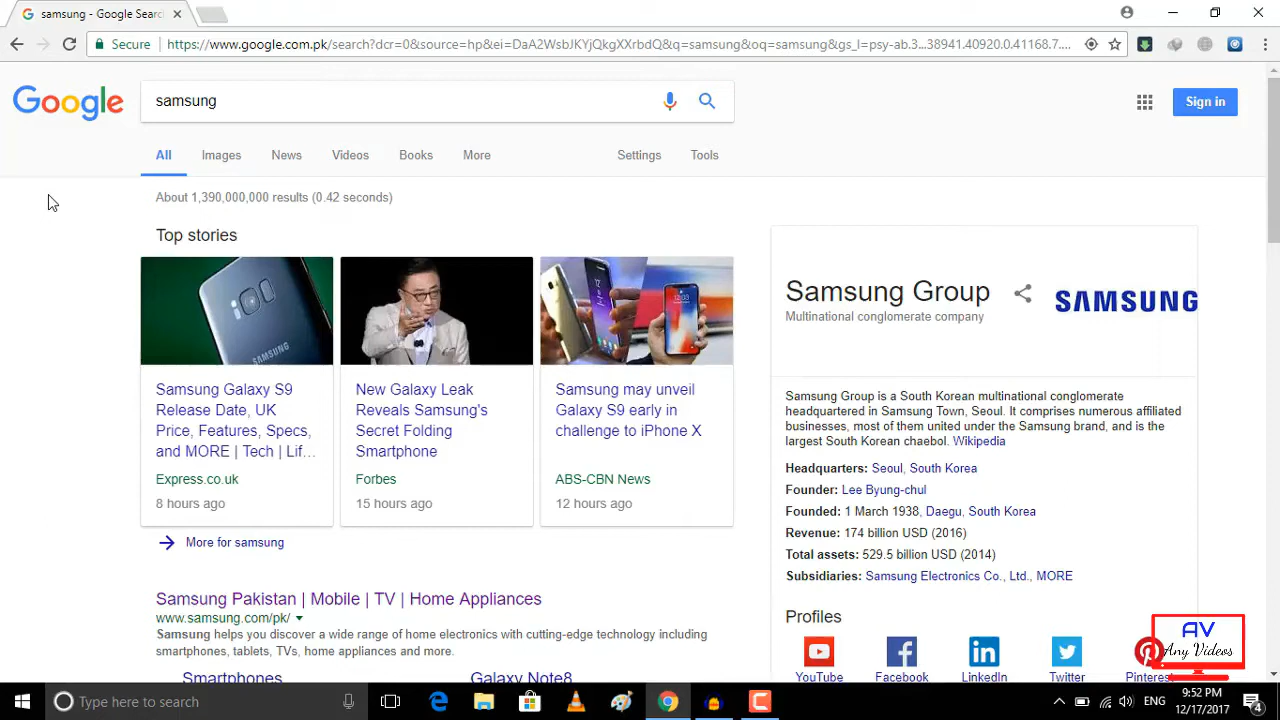 samsung - Google Searc
Secure
https://www.google.com.pk/search?dcr=0&source=hp&ei=DaA2WsbJKYjQkgXXrbdQ&q=samsung&oq=samsung&gs_l=psy-ab.3...38941.40920.0.41168.7....
Google
samsung
Sign in
All Images News Videos Books More Settings Tools
About 1,390,000,000 results (0.42 seconds)
Top stories
SAMSUNG
Samsung Galaxy S9
Release Date, UK
Price, Features, Specs,
and MORE | Tech | Lif...
Express.co.uk
8 hours ago
New Galaxy Leak
Reveals Samsung's
Secret Folding
Smartphone
Forbes
15 hours ago
Samsung may unveil
Galaxy S9 early in
challenge to iPhone X
ABS-CBN News
12 hours ago
More for samsung
Samsung Pakistan | Mobile | TV | Home Appliances
www.samsung.com/pk/
Samsung helps you discover a wide range of home electronics with cutting-edge technology including
smartphones, tablets, TVs, home appliances and more.
Smartphones
Galaxy Note8
Samsung Group
Multinational conglomerate company
SAMSUNG
Samsung Group is a South Korean multinational conglomerate
headquartered in Samsung Town, Seoul. It comprises numerous affiliated
businesses, most of them united under the Samsung brand, and is the
largest South Korean chaebol. Wikipedia
Headquarters: Seoul, South Korea
Founder: Lee Byung-chul
Founded: 1 March 1938, Daegu, South Korea
Revenue: 174 billion USD (2016)
Total assets: 529.5 billion USD (2014)
Subsidiaries: Samsung Electronics Co., Ltd., MORE
Profiles
YouTube Facebook LinkedIn Twitter Pinteres
AV
Any Videos
Type here to search
ENG
9:52 PM
12/17/2017
4